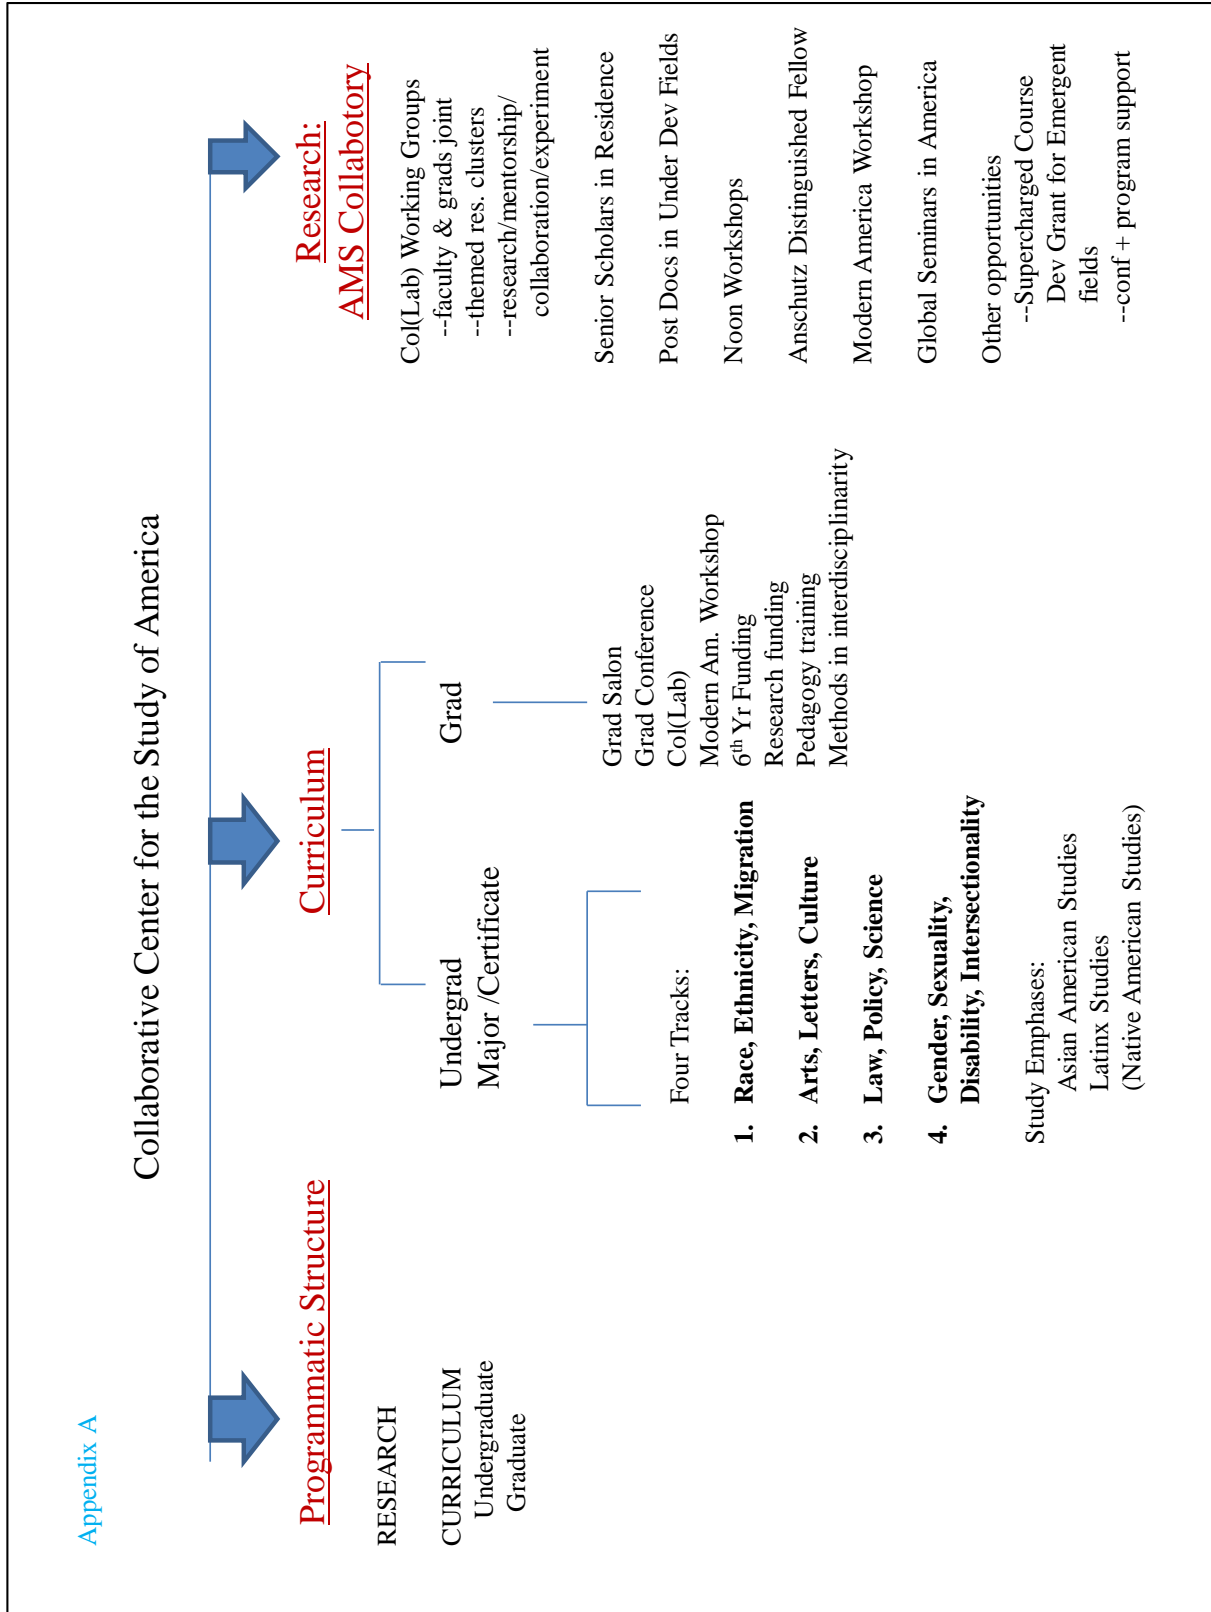 Appendix A
Collaborative Center for the Study of America
Programmatic Structure
RESEARCH
CURRICULUM
Undergraduate
Graduate
Curriculum
Undergrad
Major /Certificate
Four Tracks:
1. Race, Ethnicity, Migration
2. Arts, Letters, Culture
3. Law, Policy, Science
4. Gender, Sexuality,
Disability, Intersectionality
Study Emphases:
Asian American Studies
Latinx Studies
(Native American Studies)
Grad
Grad Salon
Grad Conference
Col(Lab)
Modern Am. Workshop
6th Yr Funding
Research funding
Pedagogy training
Methods in interdisciplinarity
Research:
AMS Collabotory
Col(Lab) Working Groups
--faculty & grads joint
--themed res. clusters
--research/mentorship/
collaboration/experiment
Senior Scholars in Residence
Post Docs in Under Dev Fields
Noon Workshops
Anschutz Distinguished Fellow
Modern America Workshop
Global Seminars in America
Other opportunities
--Supercharged Course
Dev Grant for Emergent
fields
--conf + program support